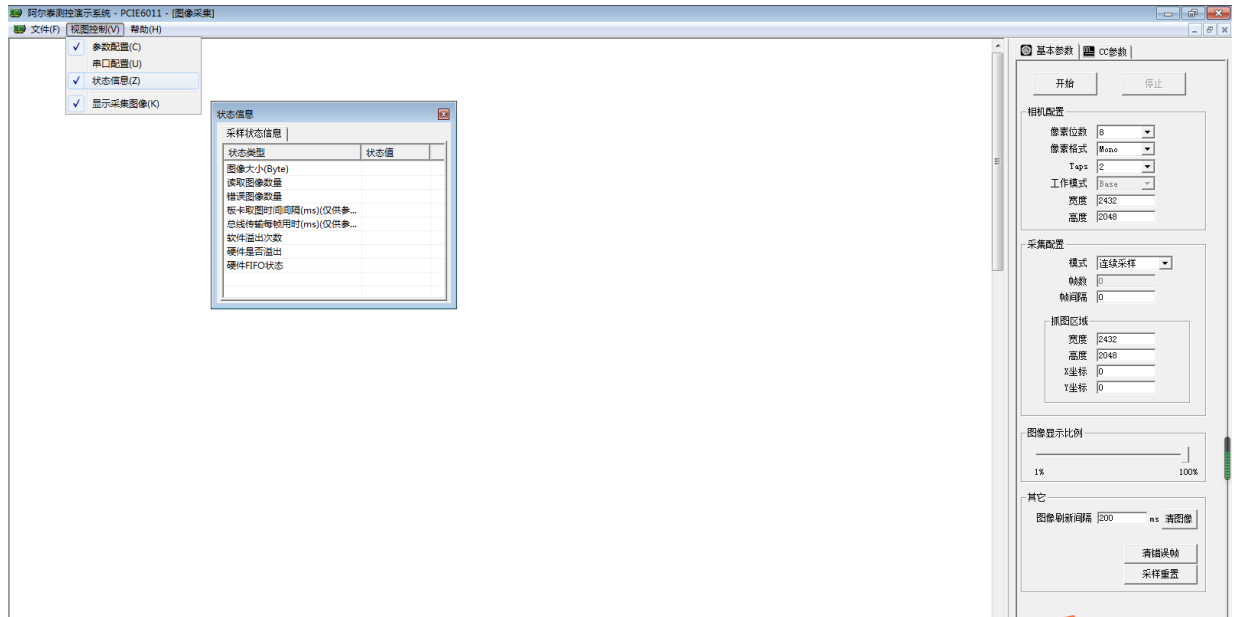 阿尔泰测控演示系统 - PCIE6011 - [图像采集]
文件(F) 视图控制(V) 帮助(H)
参数配置(C)
串口配置(U)
状态信息(Z)
显示采集图像(K)
状态信息
采样状态信息
状态类型 状态值
图像大小(Byte)
读取图像数量
错误图像数量
板卡取图时间间隔(ms)(仅供参...
总线传输每帧用时(ms)(仅供参...
软件溢出次数
硬件是否溢出
硬件FIFO状态
基本参数 CC参数
开始 停止
相机配置
像素位数 8
像素格式 Mono
Taps 2
工作模式 Base
宽度 2432
高度 2048
采集配置
模式 连续采样
帧数 0
帧间隔 0
抓图区域
宽度 2432
高度 2048
X坐标 0
Y坐标 0
图像显示比例
1% 100%
其它
图像刷新间隔 200 ms 清图像
清错误帧
采样重置